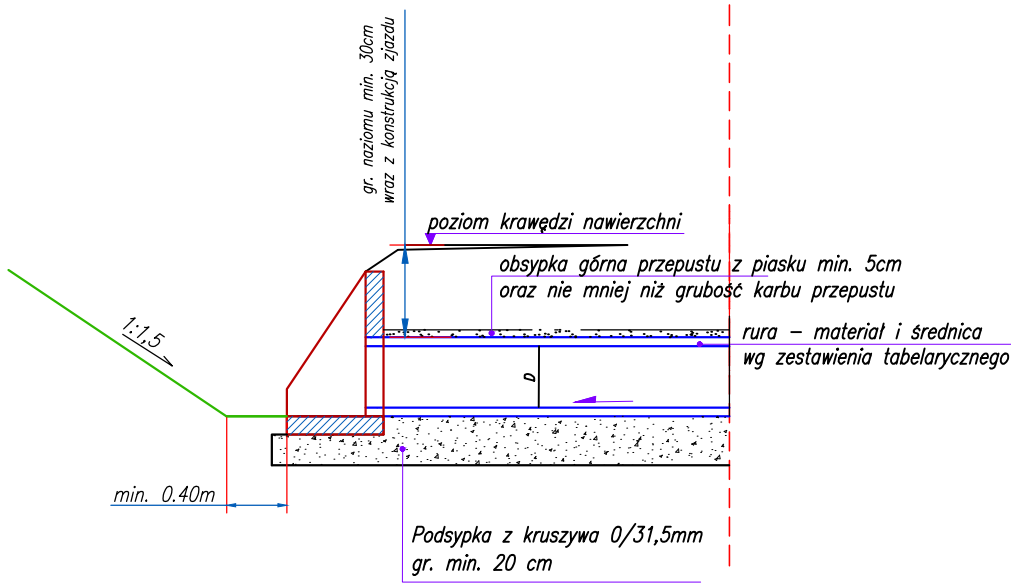 gr. naziomu min. 30cm
wraz z konstrukcją zjazdu
poziom krawędzi nawierzchni
obsypka górna przepustu z piasku min. 5cm
oraz nie mniej niż grubość karbu przepustu
rura – materiał i średnica
wg zestawienia tabelarycznego
1:1,5
D
min. 0.40m
Podsypka z kruszywa 0/31,5mm
gr. min. 20 cm